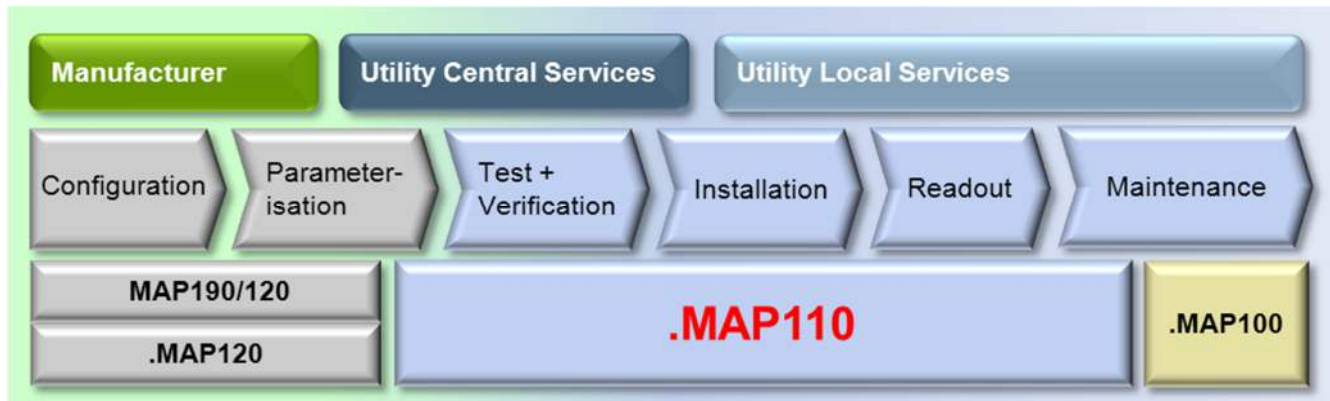 Manufacturer
Utility Central Services
Utility Local Services
Configuration
Parameter-
isation
Test +
Verification
Installation
Readout
Maintenance
MAP190/120
.MAP120
.MAP110
.MAP100